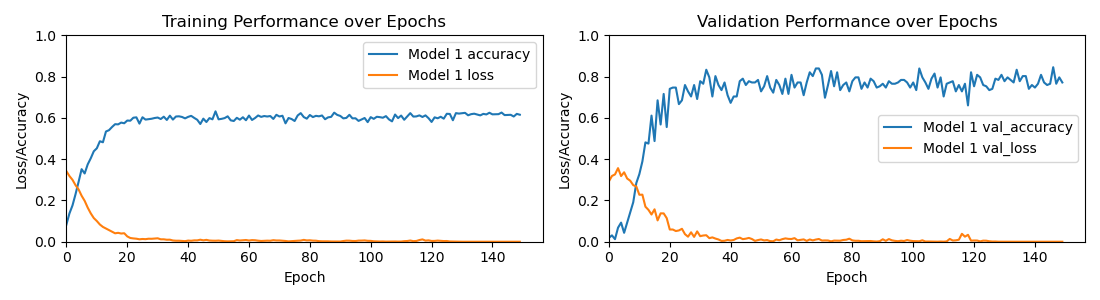 Training Performance over Epochs
Loss/Accuracy
1.0
0.8
0.6
0.4
0.2
0.0
0 20 40 60 80 100 120 140
Epoch
Model 1 accuracy
Model 1 loss
Validation Performance over Epochs
Loss/Accuracy
1.0
0.8
0.6
0.4
0.2
0.0
0 20 40 60 80 100 120 140
Epoch
Model 1 val_accuracy
Model 1 val_loss